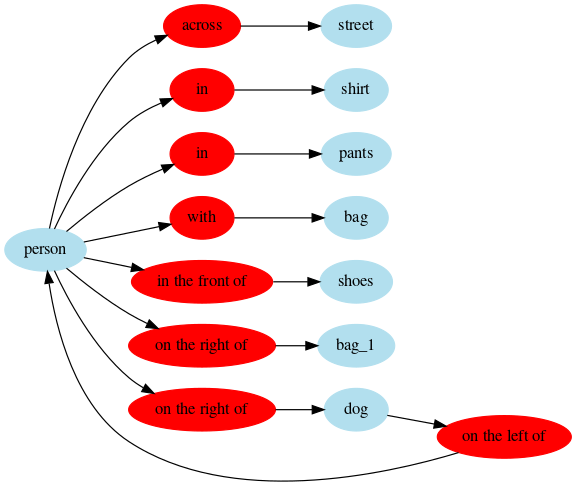 across
street
in
shirt
in
pants
with
bag
person
in the front of
shoes
on the right of
bag_1
on the right of
dog
on the left of